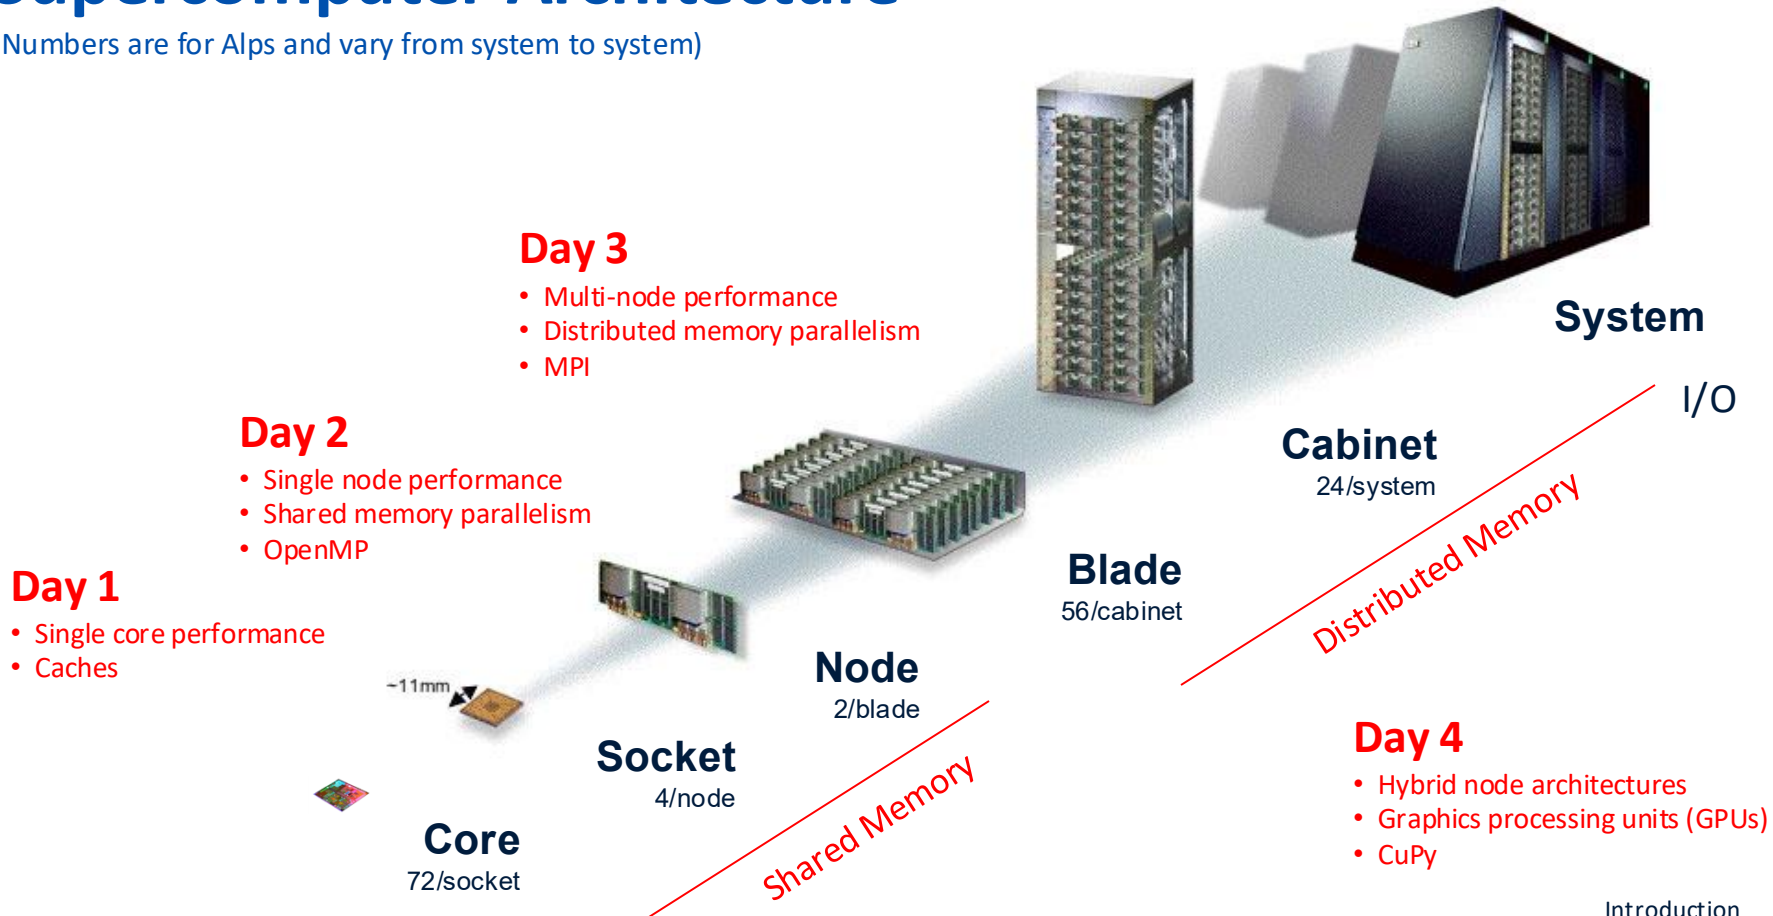 Supercomputer Architecture
(Numbers are for Alps and vary from system to system)
Day 3
• Multi-node performance
• Distributed memory parallelism
• MPI
System
I/O
Day 2
• Single node performance
• Shared memory parallelism
• OpenMP
Cabinet
24/system
Distributed Memory
Day 1
• Single core performance
• Caches
Blade
56/cabinet
~11mm
Node
2/blade
Socket
4/node
Shared Memory
Core
72/socket
Day 4
• Hybrid node architectures
• Graphics processing units (GPUs)
• CuPy
Introduction